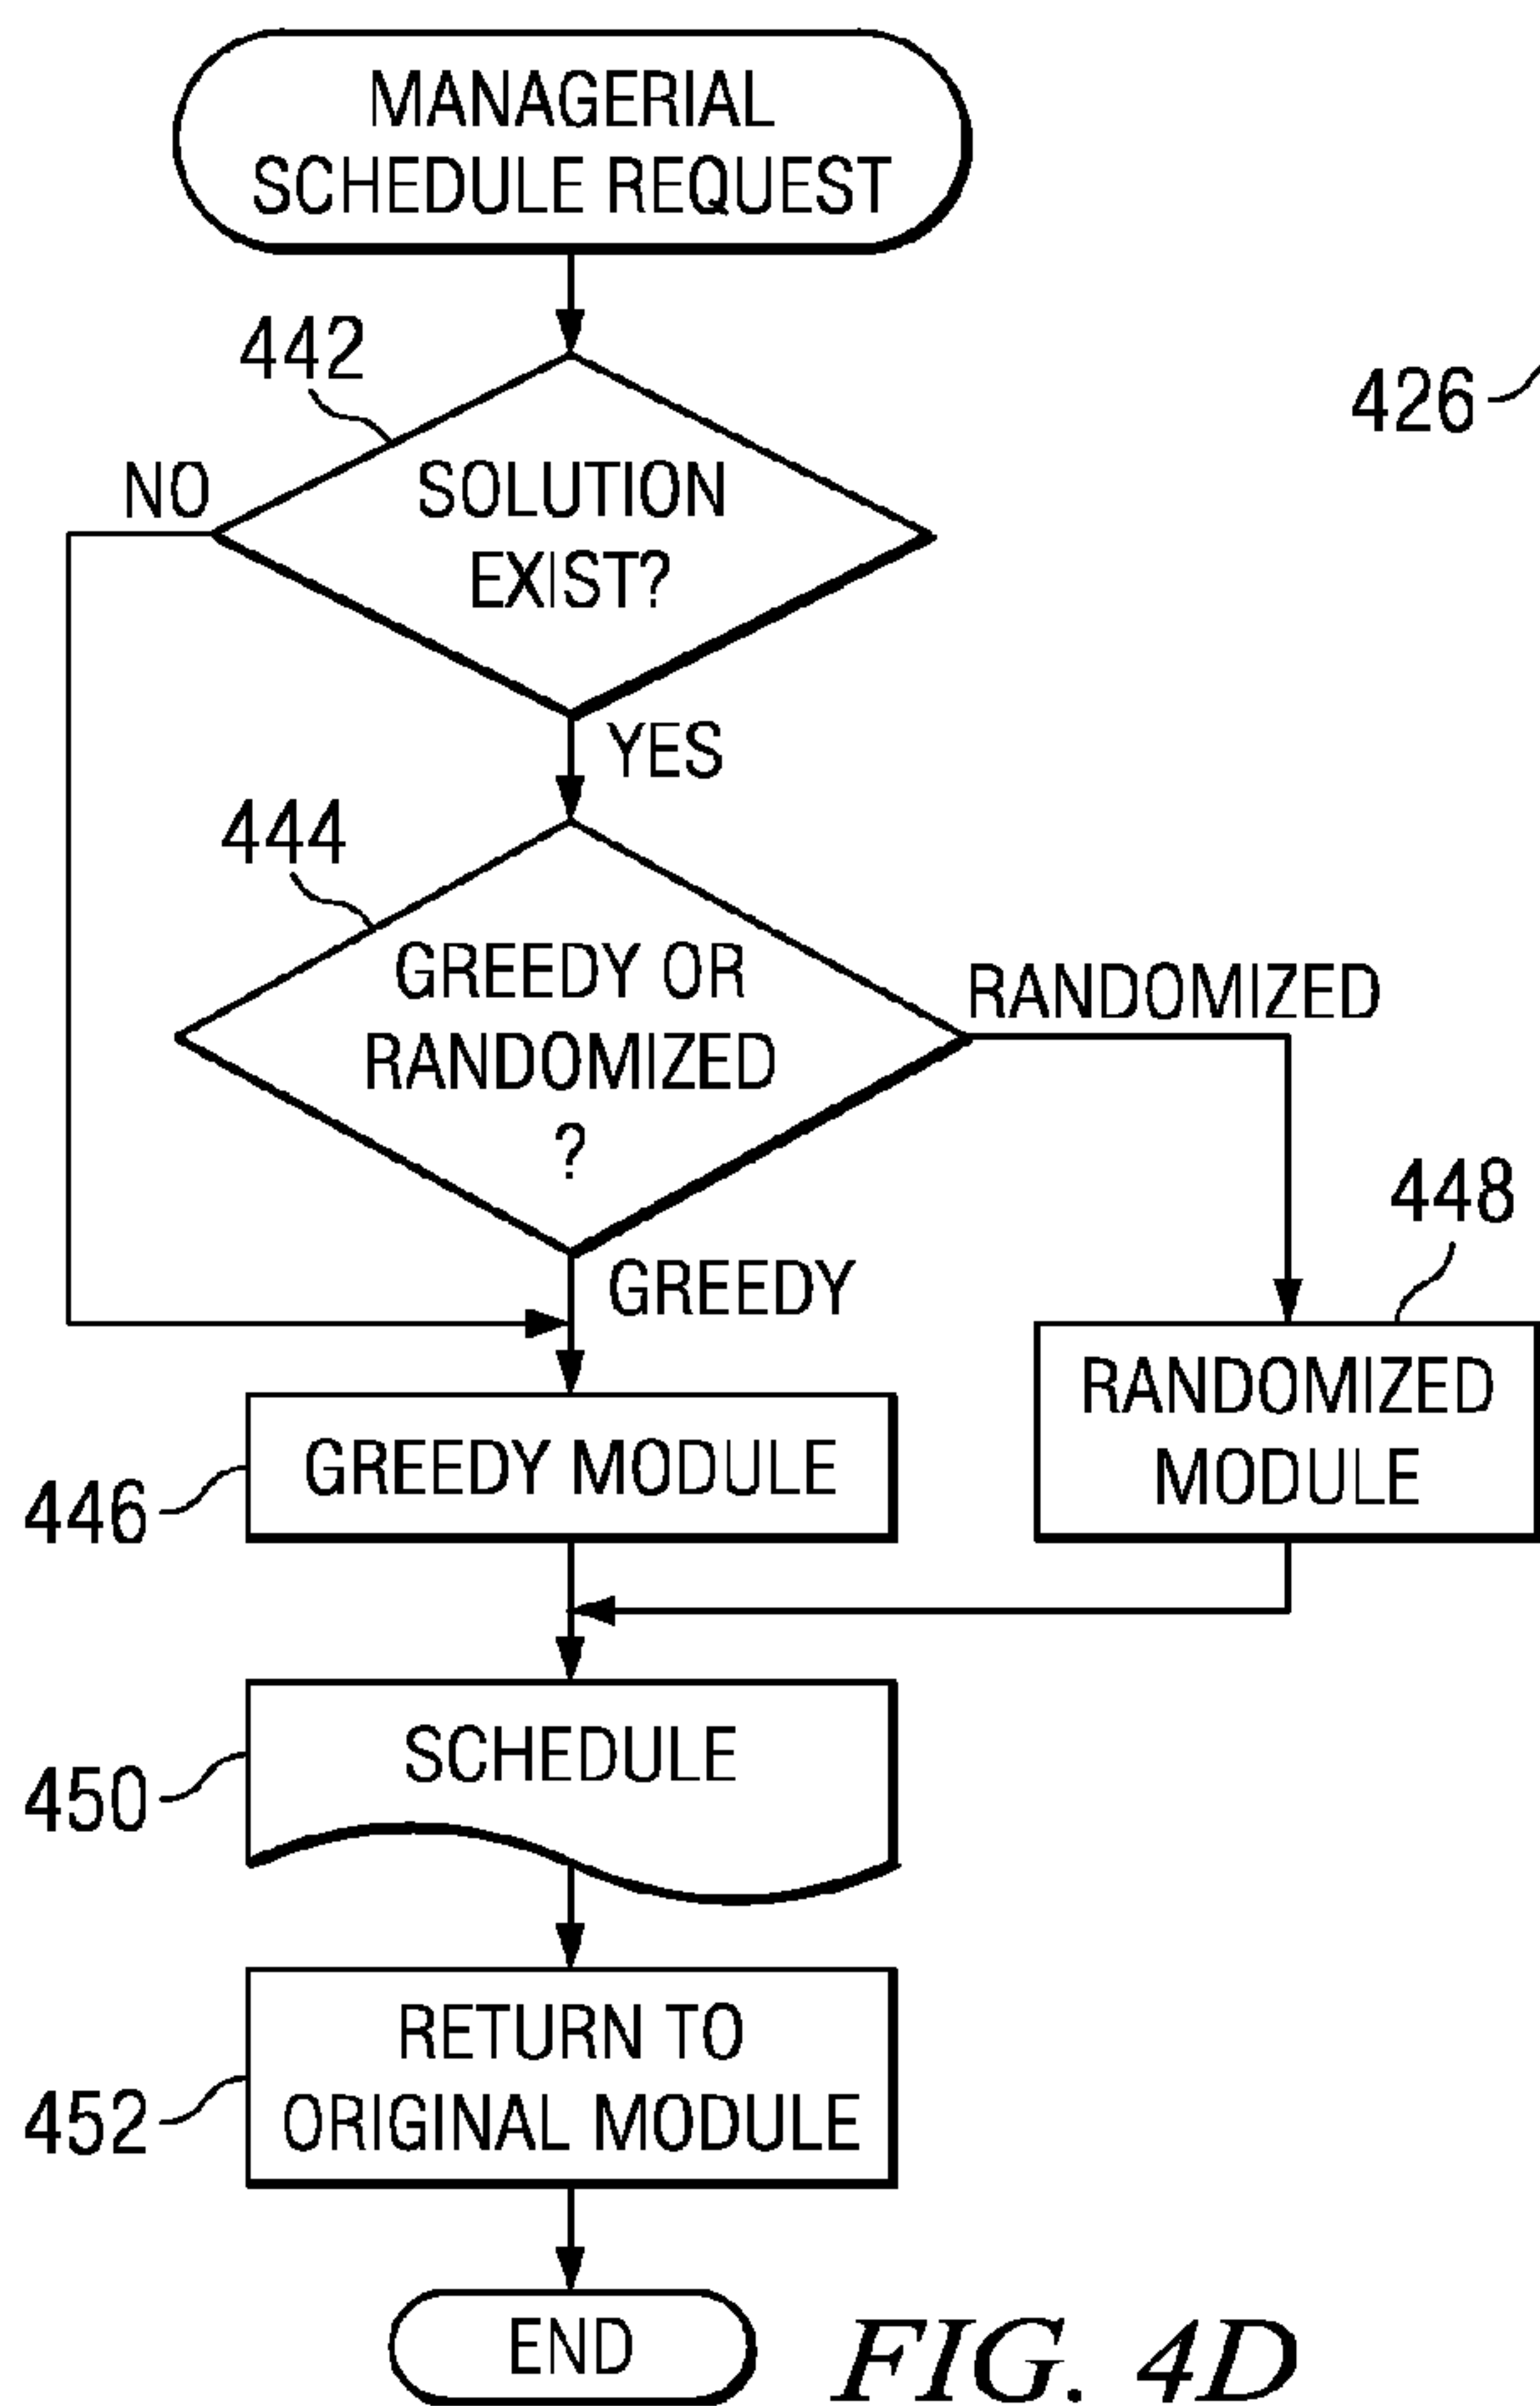 MANAGERIAL
SCHEDULE REQUEST
442
426
NO
SOLUTION
EXIST?
YES
444
GREEDY OR
RANDOMIZED
?
RANDOMIZED
448
GREEDY
RANDOMIZED
MODULE
GREEDY MODULE
446
SCHEDULE
450
RETURN TO
ORIGINAL MODULE
452
END
FIG. 4D